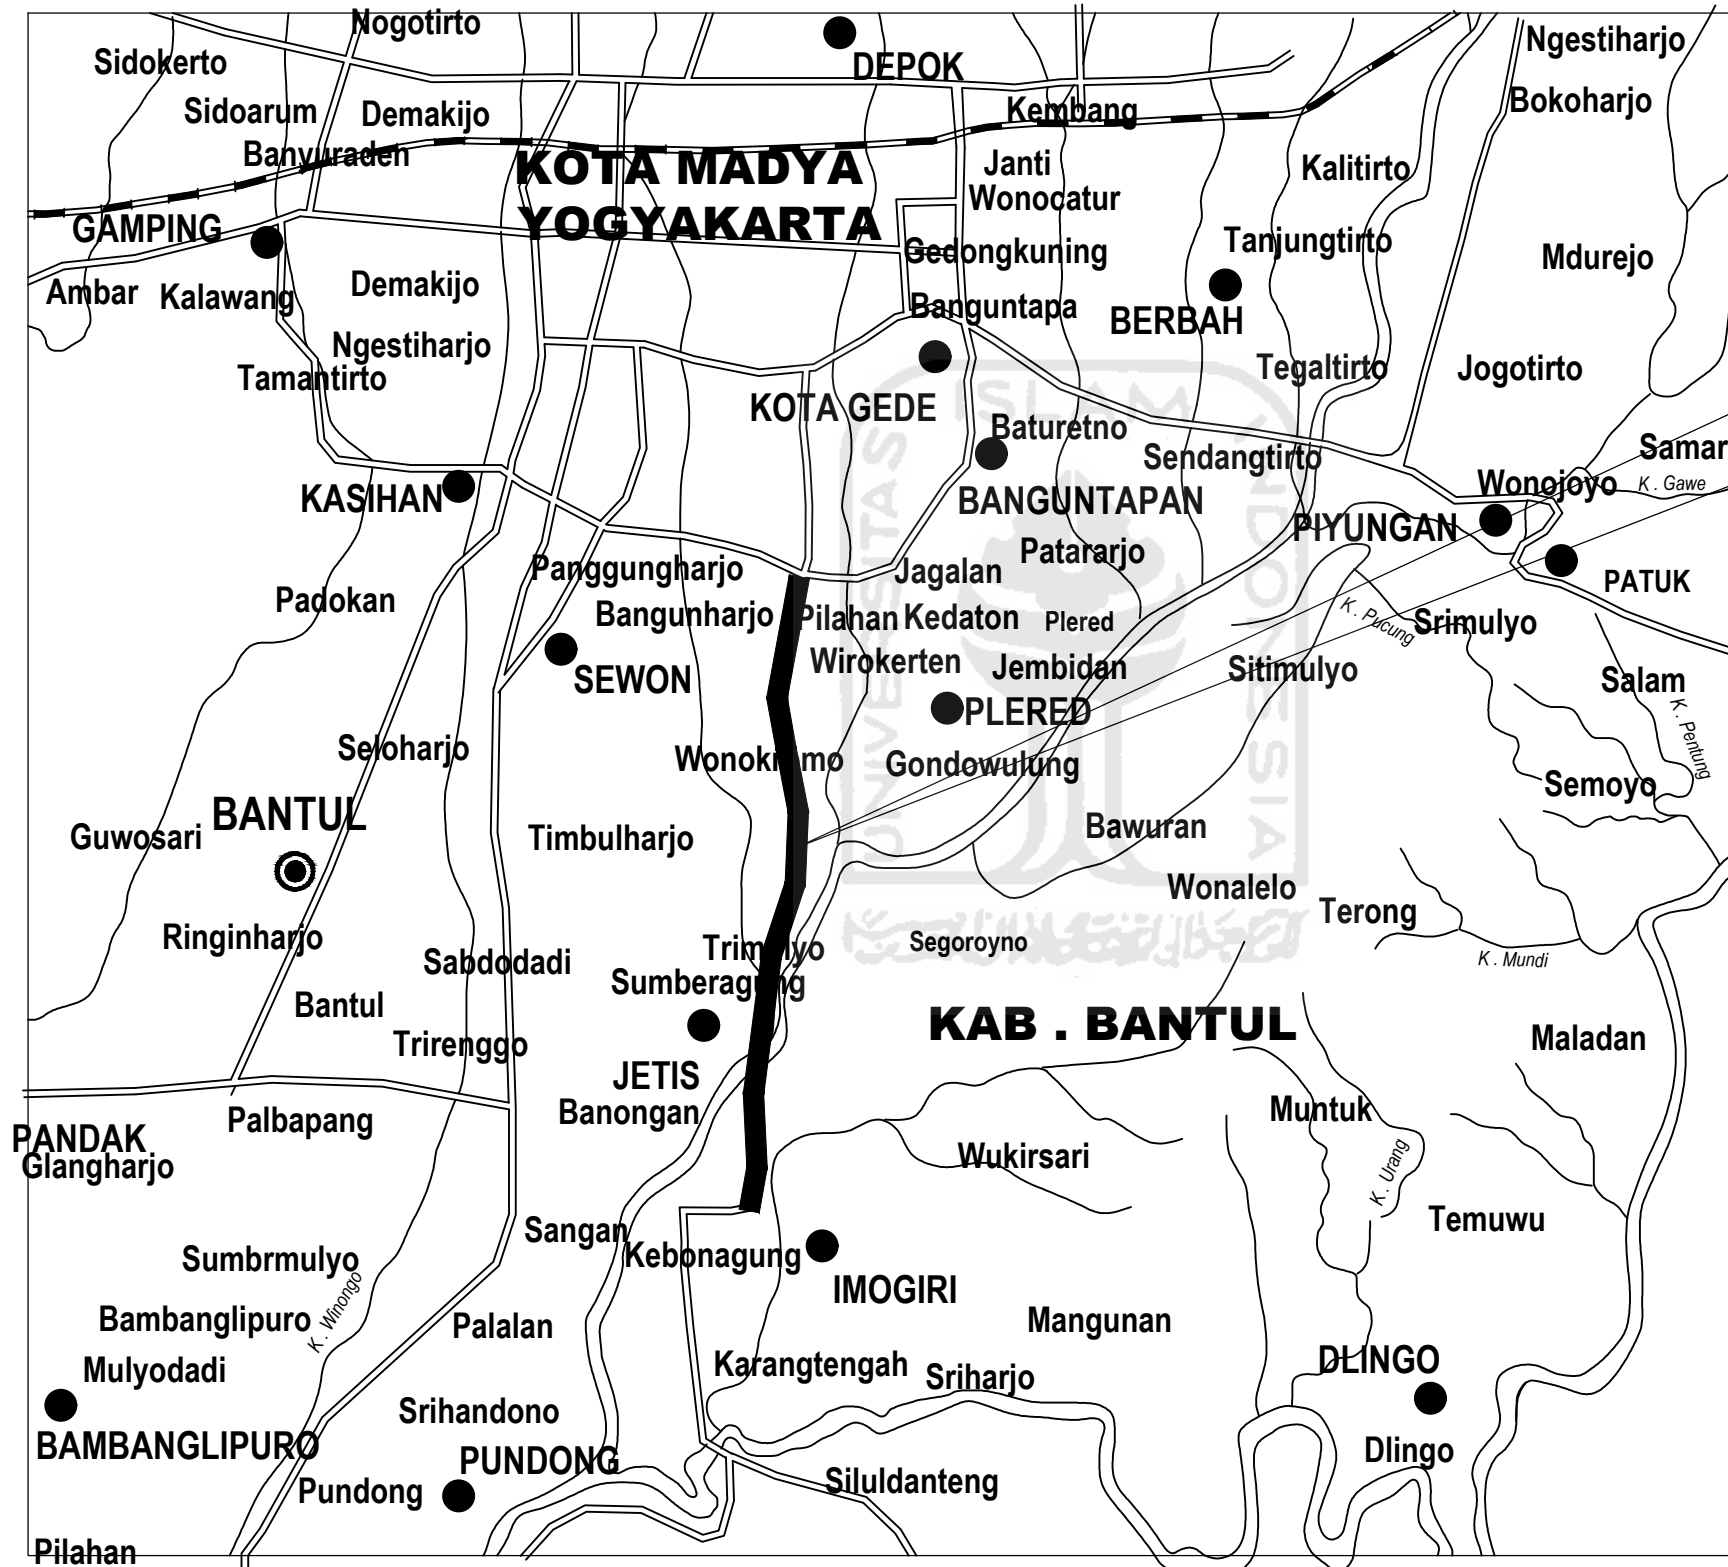 Nogotirto
Ngestiharjo
Sidokerto
DEPOK
Bokoharjo
Sidoarum
Demakijo
Kembang
Banyuraden
KOTA MADYA
YOGYAKARTA
Janti
Wonocatur
Kalitirto
GAMPING
Gedongkuning
Tanjungtirto
Mdurejo
Ambar
Kalawang
Demakijo
Banguntapa
BERBAH
Ngestiharjo
Tamantirto
Tegaltirto
Jogotirto
KOTA GEDE
Baturetno
Sendangtirto
Samar
Wonojoyo
K . Gawe
KASIHAN
BANGUNTAPAN
PIYUNGAN
Patararjo
Panggungharjo
Jagalan
PATUK
Padokan
Bangunharjo
Pilahan
Kedaton
Plered
K . Pucung
Srimulyo
Wirokerten
Jembidan
Sitimulyo
Salam
SEWON
PLERED
K . Pentung
Seloharjo
Gondowulung
Semoyo
BANTUL
Guwosari
Timbulharjo
Bawuran
Wonalelo
Terong
Ringinharjo
Sabdodadi
Segoroyno
K . Mundi
Bantul
KAB . BANTUL
Trirenggo
Maladan
JETIS
Banongan
Muntuk
Palbapang
PANDAK
Glangharjo
Wukirsari
K . Urang
Temuwu
Sangan
Kebonagung
Sumbrmulyo
IMOGIRI
K . Winongo
Bambanglipuro
Palalan
Mangunan
Mulyodadi
Karangtengah
Sriharjo
DLINGO
Srihandono
BAMBANGLIPURO
PUNDONG
Dlingo
Pundong
Siluldanteng
Pilahan
UNIVERSITAS
ISLAM
INDONESIA